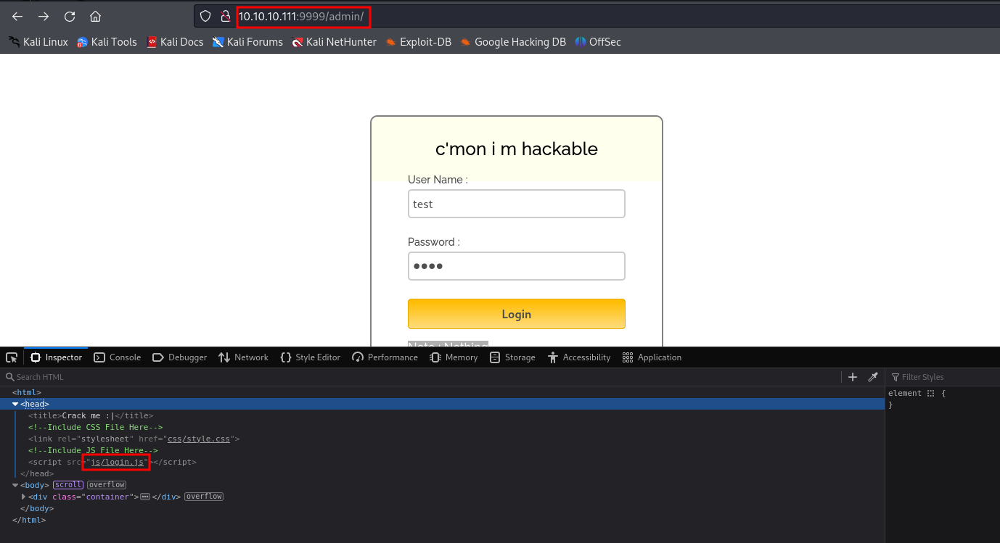 10.10.10.111:9999/admin/
Kali Linux Kali Tools Kali Docs Kali Forums Kali NetHunter Exploit-DB Google Hacking DB OffSec
c'mon i m hackable
User Name :
test
Password :
Login
Note : Nothing
Inspector Console Debugger Network Style Editor Performance Memory Storage Accessibility Application
Search HTML
Filter Styles
<html>
<head>
<title>Crack me :|</title>
<!--Include CSS File Here-->
<link rel="stylesheet" href="css/style.css">
<!--Include JS File Here-->
<script src="js/login.js"></script>
</head>
<body> scroll overflow
<div class="container"> </div> overflow
</body>
</html>
element {
}